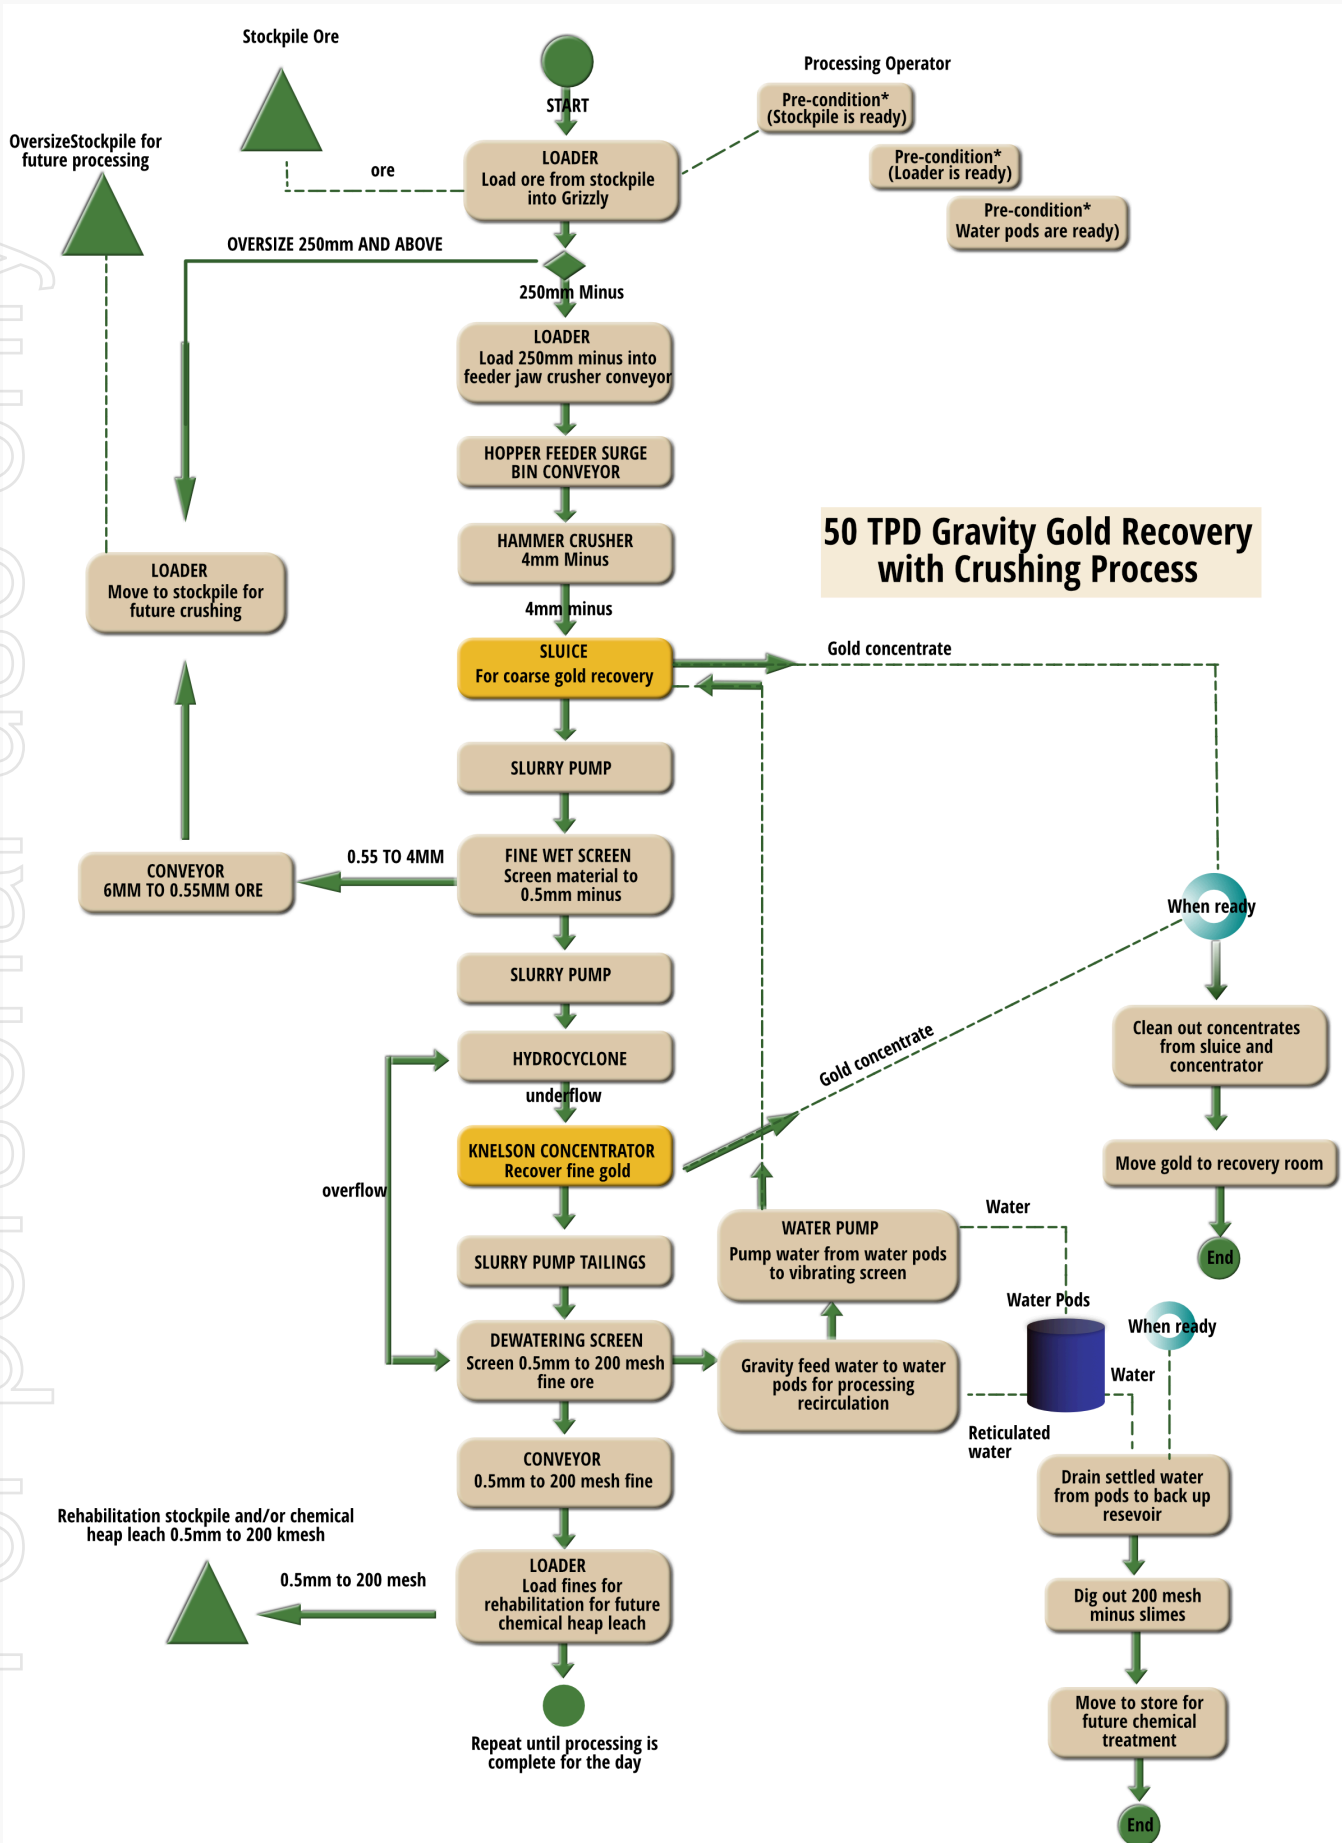 Stockpile Ore
START
Processing Operator
Pre-condition*
(Stockpile is ready)
Pre-condition*
(Loader is ready)
Pre-condition*
Water pods are ready)
OversizeStockpile for
future processing
ore
LOADER
Load ore from stockpile
into Grizzly
OVERSIZE 250mm AND ABOVE
250mm Minus
LOADER
Load 250mm minus into
feeder jaw crusher conveyor
HOPPER FEEDER SURGE
BIN CONVEYOR
HAMMER CRUSHER
4mm Minus
50 TPD Gravity Gold Recovery
with Crushing Process
LOADER
Move to stockpile for
future crushing
4mm minus
SLUICE
For coarse gold recovery
Gold concentrate
SLURRY PUMP
FINE WET SCREEN
Screen material to
0.5mm minus
0.55 TO 4MM
CONVEYOR
6MM TO 0.55MM ORE
When ready
SLURRY PUMP
HYDROCYCLONE
underflow
Gold concentrate
Clean out concentrates
from sluice and
concentrator
KNELSON CONCENTRATOR
Recover fine gold
overflow
Move gold to recovery room
End
SLURRY PUMP TAILINGS
WATER PUMP
Pump water from water pods
to vibrating screen
Water
Water Pods
When ready
DEWATERING SCREEN
Screen 0.5mm to 200 mesh
fine ore
Gravity feed water to water
pods for processing
recirculation
Water
Reticulated
water
CONVEYOR
0.5mm to 200 mesh fine
Drain settled water
from pods to back up
resevoir
Rehabilitation stockpile and/or chemical
heap leach 0.5mm to 200 kmesh
0.5mm to 200 mesh
LOADER
Load fines for
rehabilitation for future
chemical heap leach
Dig out 200 mesh
minus slimes
Move to store for
future chemical
treatment
Repeat until processing is
complete for the day
End